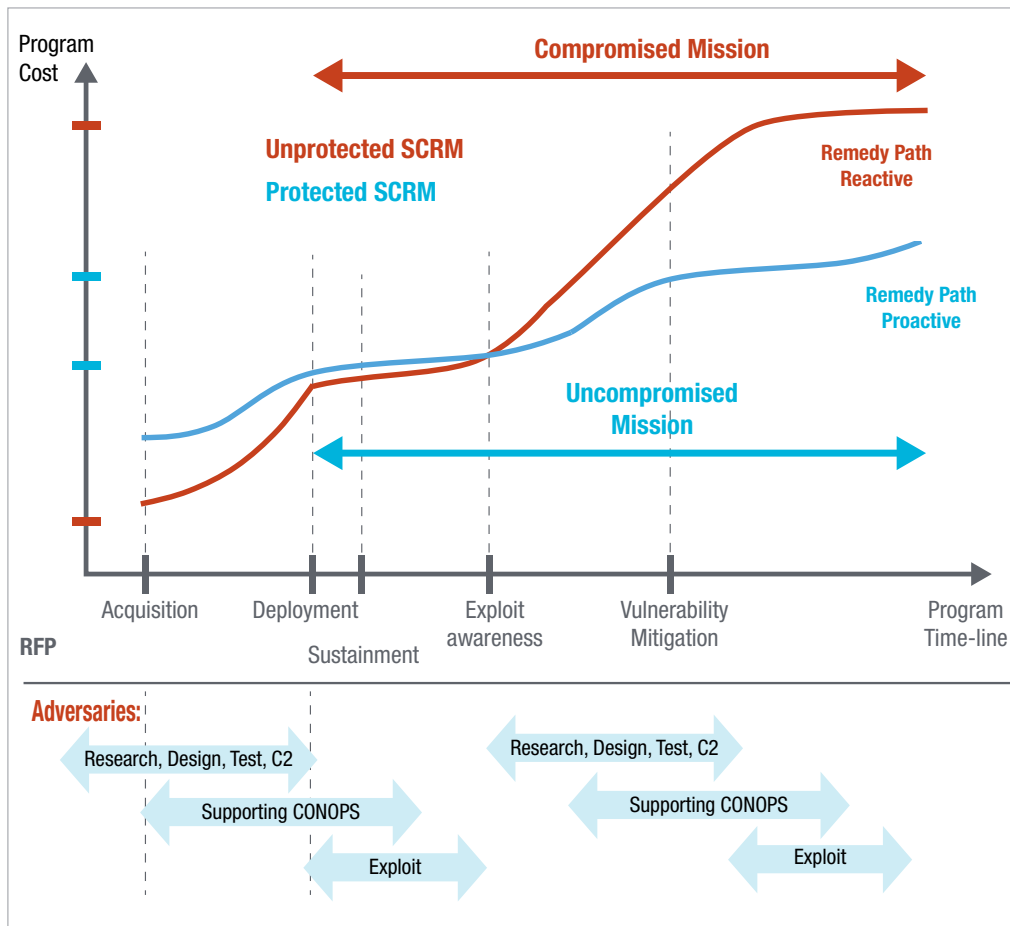 Program
Cost
Compromised Mission
Unprotected SCRM
Protected SCRM
Remedy Path
Reactive
Remedy Path
Proactive
Uncompromised
Mission
Acquisition
Deployment
Sustainment
Exploit
awareness
Vulnerability
Mitigation
Program
Time-line
RFP
Adversaries:
Research, Design, Test, C2
Supporting CONOPS
Exploit
Research, Design, Test, C2
Supporting CONOPS
Exploit